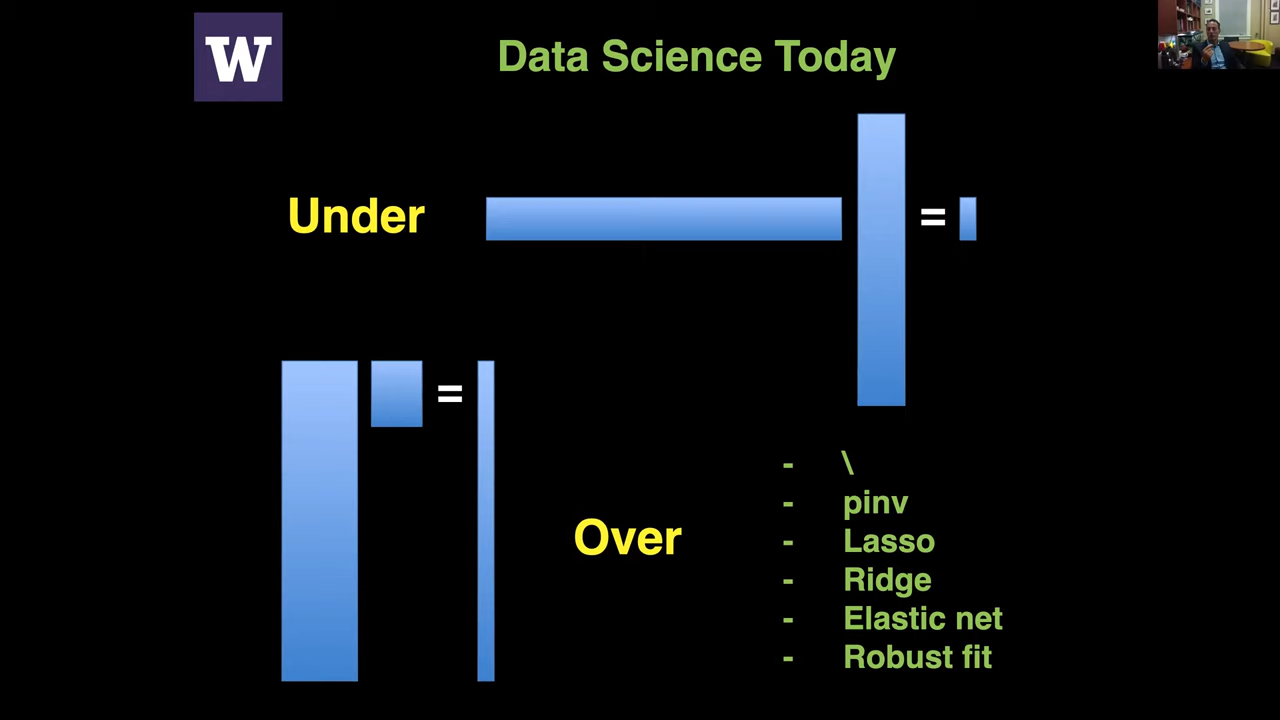 W
Data Science Today
Under
=
=
Over
- \
- pinv
- Lasso
- Ridge
- Elastic net
- Robust fit